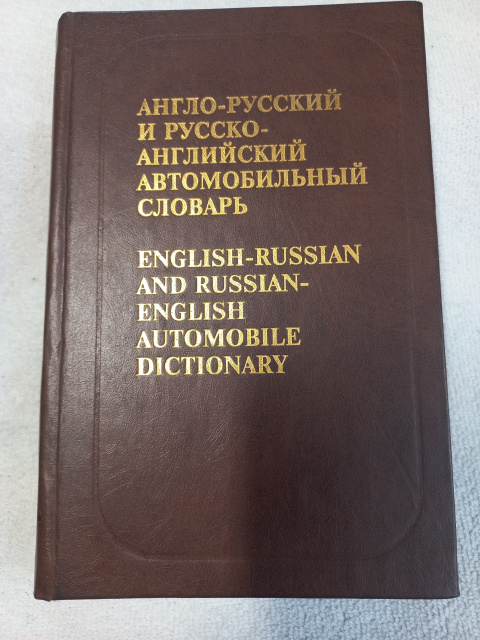 АНГЛО-РУССКИЙ
И РУССКО-
АНГЛИЙСКИЙ
АВТОМОБИЛЬНЫЙ
СЛОВАРЬ
ENGLISH-RUSSIAN
AND RUSSIAN-
ENGLISH
AUTOMOBILE
DICTIONARY